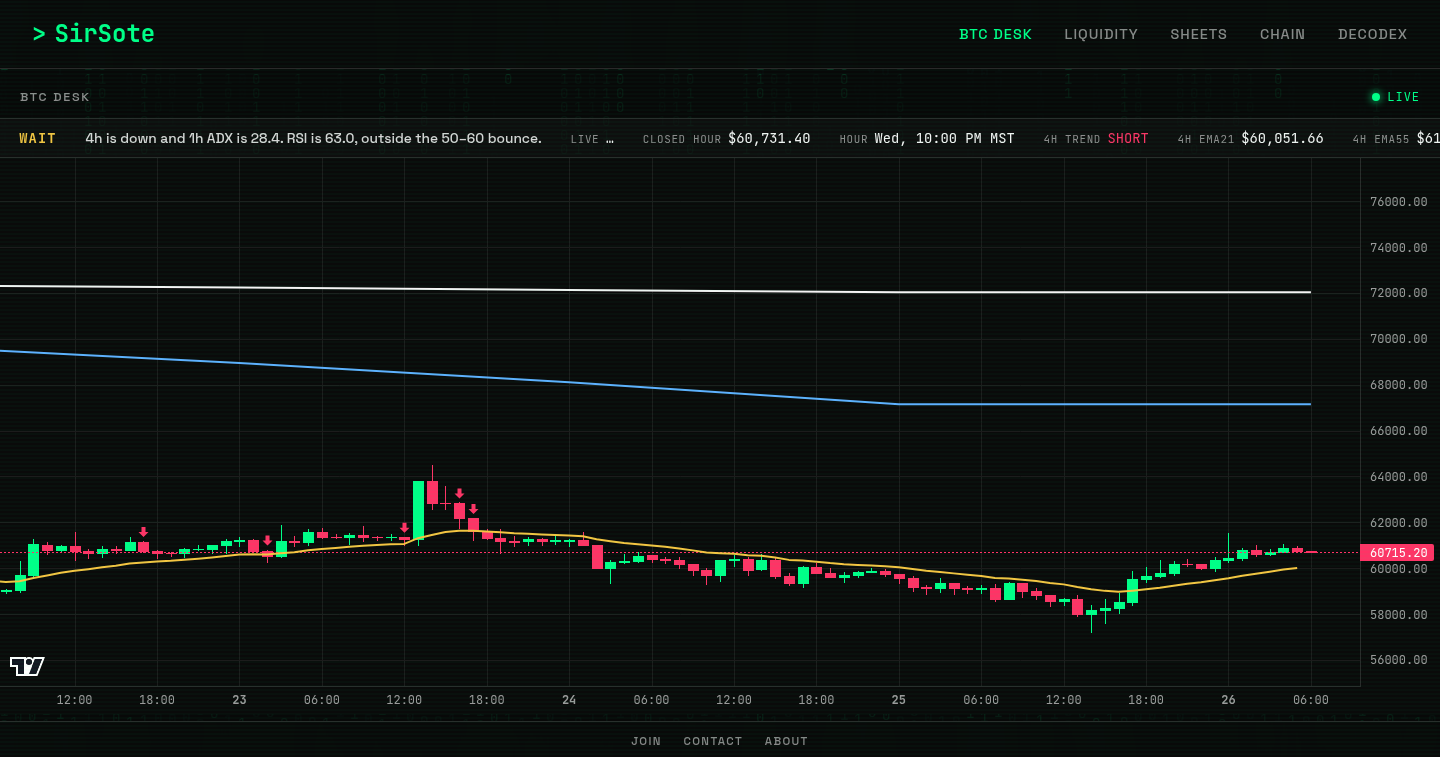 > SirSote
BTC DESK LIQUIDITY SHEETS CHAIN DECODEX
BTC DESK
LIVE
WAIT 4h is down and 1h ADX is 28.4. RSI is 63.0, outside the 50–60 bounce. LIVE … CLOSED HOUR $60,731.40 HOUR Wed, 10:00 PM MST 4H TREND SHORT 4H EMA21 $60,051.66 4H EMA55 $61
76000.00
74000.00
72000.00
70000.00
68000.00
66000.00
64000.00
62000.00
60715.20
60000.00
58000.00
56000.00
12:00 18:00 23 06:00 12:00 18:00 24 06:00 12:00 18:00 25 06:00 12:00 18:00 26 06:00
JOIN CONTACT ABOUT